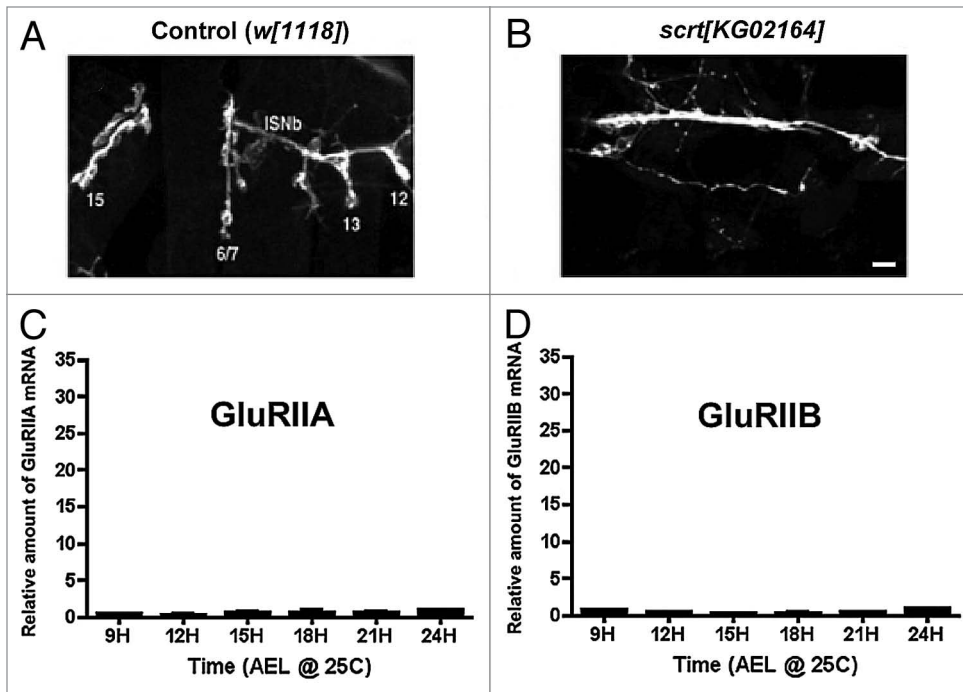 A
Control (w[1118])
ISNb
15
6/7
13
12
B
scrt[KG02164]
C
Relative amount of GluRIIA mRNA
35
30
25
20
15
10
5
0
GluRIIA
9H 12H 15H 18H 21H 24H
Time (AEL @ 25C)
D
Relative amount of GluRIIB mRNA
35
30
25
20
15
10
5
0
GluRIIB
9H 12H 15H 18H 21H 24H
Time (AEL @ 25C)